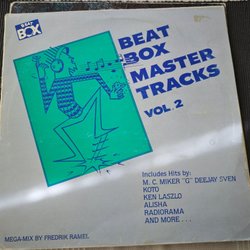 BEAT
BOX
BEAT
BOX
MASTER
TRACKS
VOL. 2
Includes Hits by:
M. C. MIKER "G" DEEJAY SVEN
KOTO
KEN LASZLO
ALISHA
RADIORAMA
AND MORE . . .
MEGA-MIX BY FREDRIK RAMEL